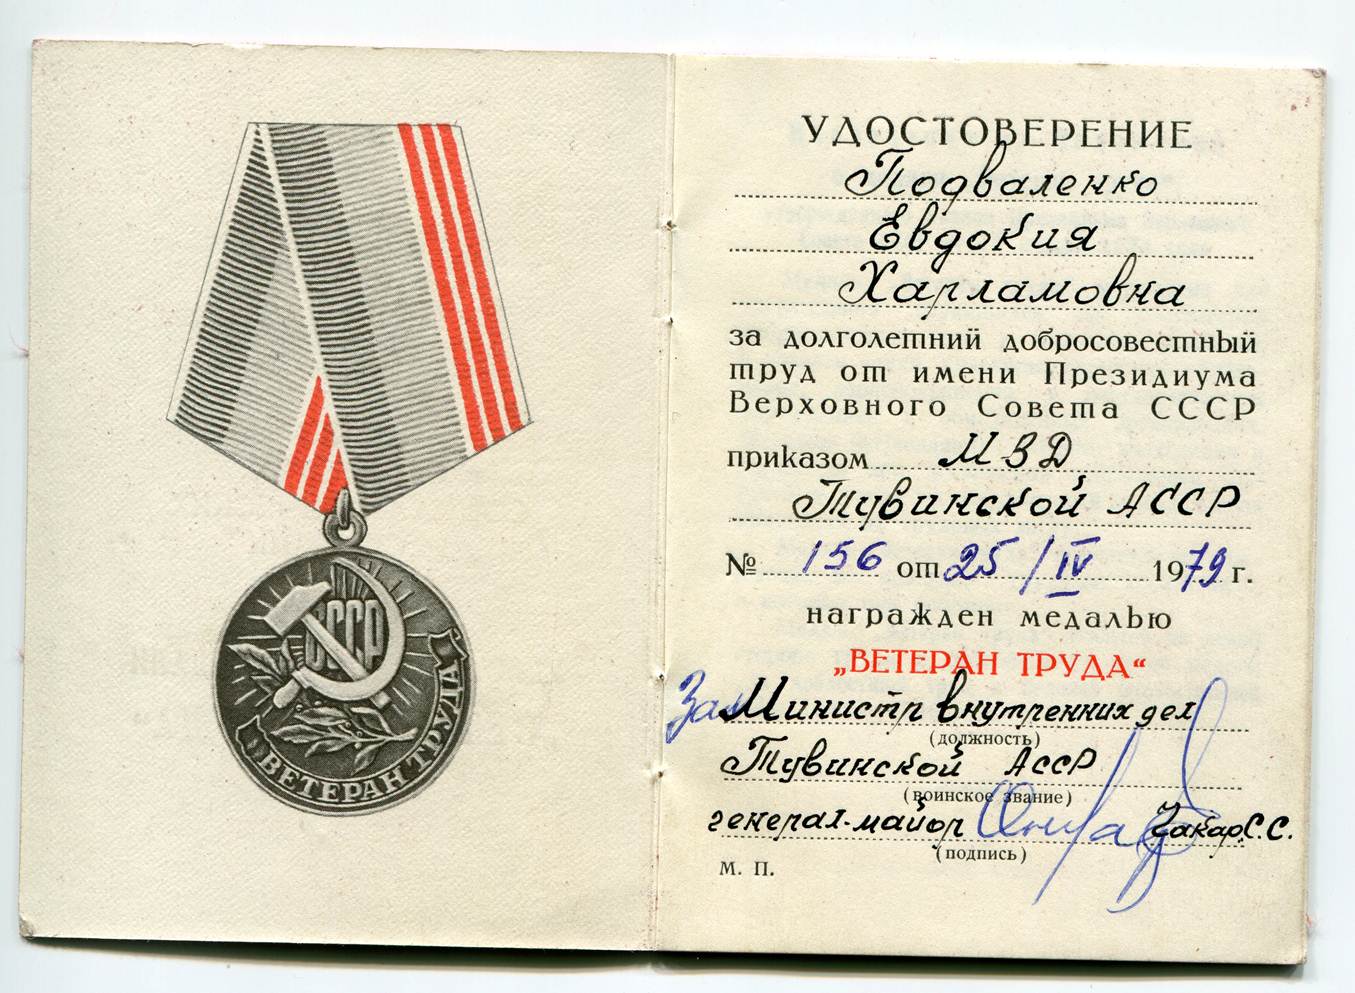 СССР
ВЕТЕРАН ТРУДА
УДОСТОВЕРЕНИЕ
Подваленко
Евдокия
Харламовна
за долголетний добросовестный
труд от имени Президиума
Верховного Совета СССР
приказом МВД
Тувинской АССР
№ 156 от 25/IV 1979 г.
награжден медалью
„ВЕТЕРАН ТРУДА“
Зам Министр внутренних дел
(должность)
Тувинской АССР
(воинское звание)
генерал-майор Чакар С.С.
(подпись)
М. П.